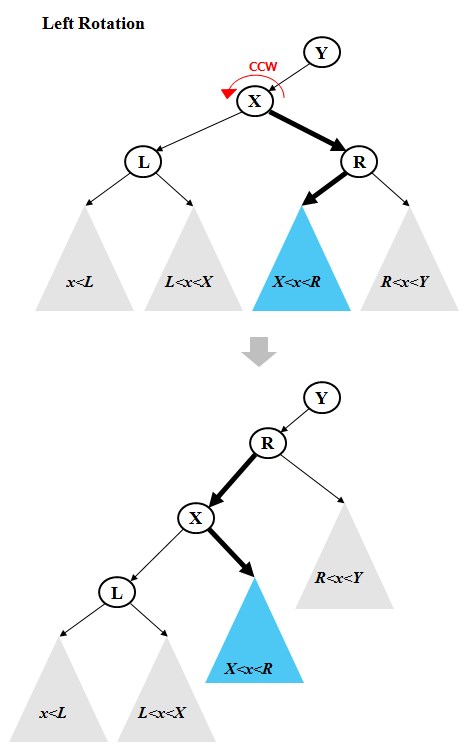 Left Rotation
Y
CCW
X
L
R
x<L
L<x<X
X<x<R
R<x<Y
Y
R
X
R<x<Y
L
X<x<R
x<L
L<x<X